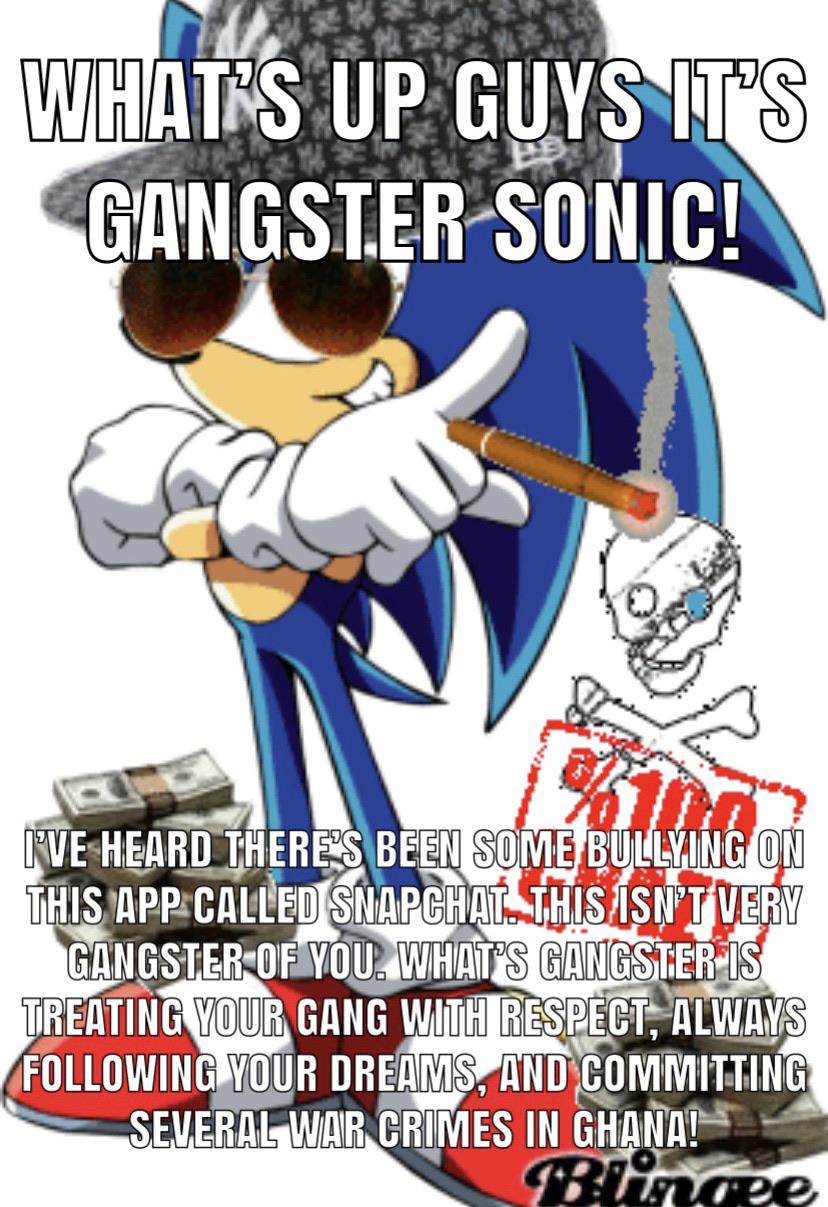 WHAT’S UP GUYS IT’S
GANGSTER SONIC!
%100
I’VE HEARD THERE’S BEEN SOME BULLYING ON
THIS APP CALLED SNAPCHAT. THIS ISN’T VERY
GANGSTER OF YOU. WHAT’S GANGSTER IS
TREATING YOUR GANG WITH RESPECT, ALWAYS
FOLLOWING YOUR DREAMS, AND COMMITTING
SEVERAL WAR CRIMES IN GHANA!
Blingee